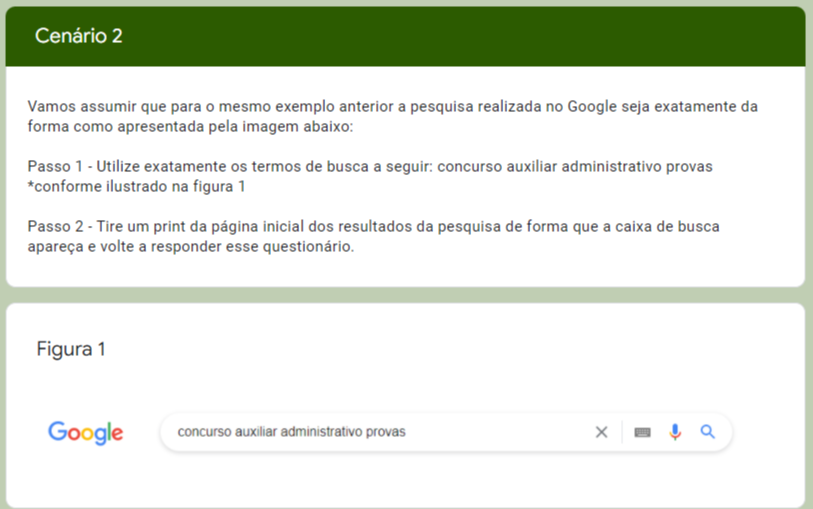 Cenário 2
Vamos assumir que para o mesmo exemplo anterior a pesquisa realizada no Google seja exatamente da
forma como apresentada pela imagem abaixo:
Passo 1 - Utilize exatamente os termos de busca a seguir: concurso auxiliar administrativo provas
*conforme ilustrado na figura 1
Passo 2 - Tire um print da página inicial dos resultados da pesquisa de forma que a caixa de busca
apareça e volte a responder esse questionário.
Figura 1
Google concurso auxiliar administrativo provas